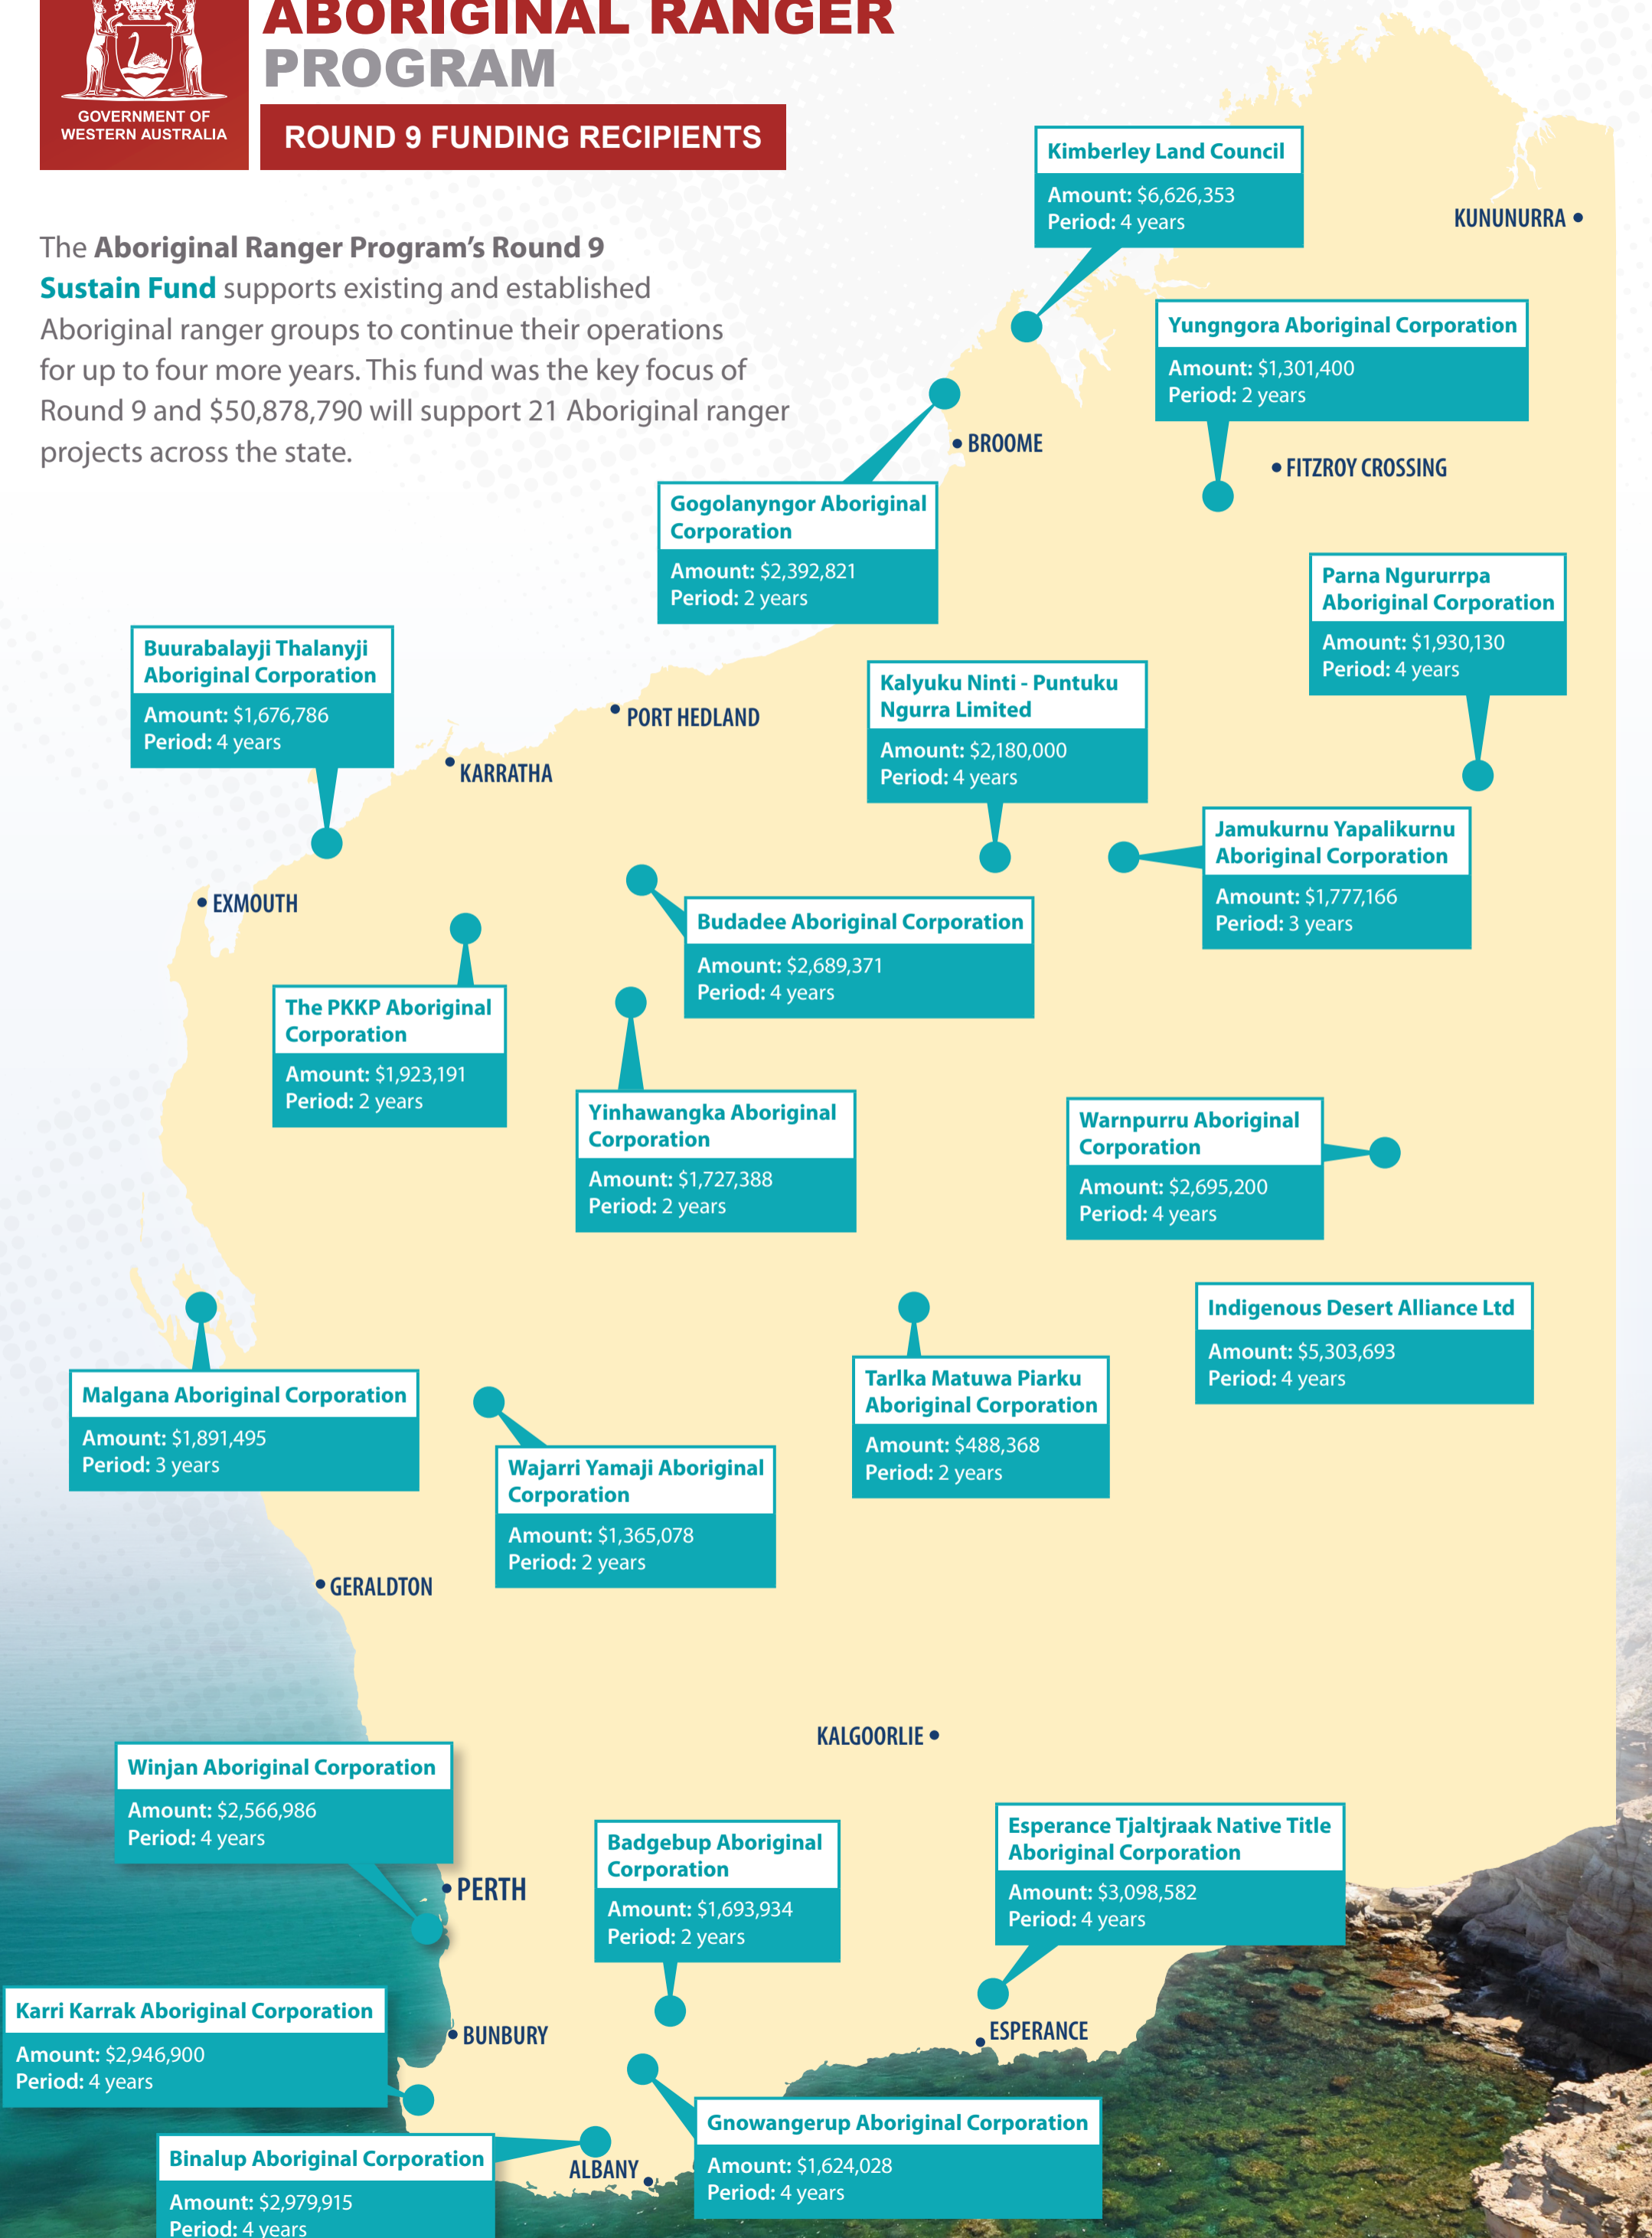 ABORIGINAL RANGER
PROGRAM
GOVERNMENT OF
WESTERN AUSTRALIA
ROUND 9 FUNDING RECIPIENTS
The Aboriginal Ranger Program’s Round 9
Sustain Fund supports existing and established
Aboriginal ranger groups to continue their operations
for up to four more years. This fund was the key focus of
Round 9 and $50,878,790 will support 21 Aboriginal ranger
projects across the state.
Kimberley Land Council
Amount: $6,626,353
Period: 4 years
KUNUNURRA
Yungngora Aboriginal Corporation
Amount: $1,301,400
Period: 2 years
BROOME
FITZROY CROSSING
Gogolanyngor Aboriginal
Corporation
Amount: $2,392,821
Period: 2 years
Parna Ngururrpa
Aboriginal Corporation
Amount: $1,930,130
Period: 4 years
Buurabalayji Thalanyji
Aboriginal Corporation
Amount: $1,676,786
Period: 4 years
PORT HEDLAND
KARRATHA
Kalyuku Ninti - Puntuku
Ngurra Limited
Amount: $2,180,000
Period: 4 years
Jamukurnu Yapalikurnu
Aboriginal Corporation
Amount: $1,777,166
Period: 3 years
EXMOUTH
Budadee Aboriginal Corporation
Amount: $2,689,371
Period: 4 years
The PKKP Aboriginal
Corporation
Amount: $1,923,191
Period: 2 years
Yinhawangka Aboriginal
Corporation
Amount: $1,727,388
Period: 2 years
Warnpurru Aboriginal
Corporation
Amount: $2,695,200
Period: 4 years
Indigenous Desert Alliance Ltd
Amount: $5,303,693
Period: 4 years
Malgana Aboriginal Corporation
Amount: $1,891,495
Period: 3 years
Tarlka Matuwa Piarku
Aboriginal Corporation
Amount: $488,368
Period: 2 years
Wajarri Yamaji Aboriginal
Corporation
Amount: $1,365,078
Period: 2 years
GERALDTON
KALGOORLIE
Winjan Aboriginal Corporation
Amount: $2,566,986
Period: 4 years
PERTH
Badgebup Aboriginal
Corporation
Amount: $1,693,934
Period: 2 years
Esperance Tjaltjraak Native Title
Aboriginal Corporation
Amount: $3,098,582
Period: 4 years
Karri Karrak Aboriginal Corporation
Amount: $2,946,900
Period: 4 years
BUNBURY
ESPERANCE
Gnowangerup Aboriginal Corporation
Amount: $1,624,028
Period: 4 years
Binalup Aboriginal Corporation
Amount: $2,979,915
Period: 4 years
ALBANY